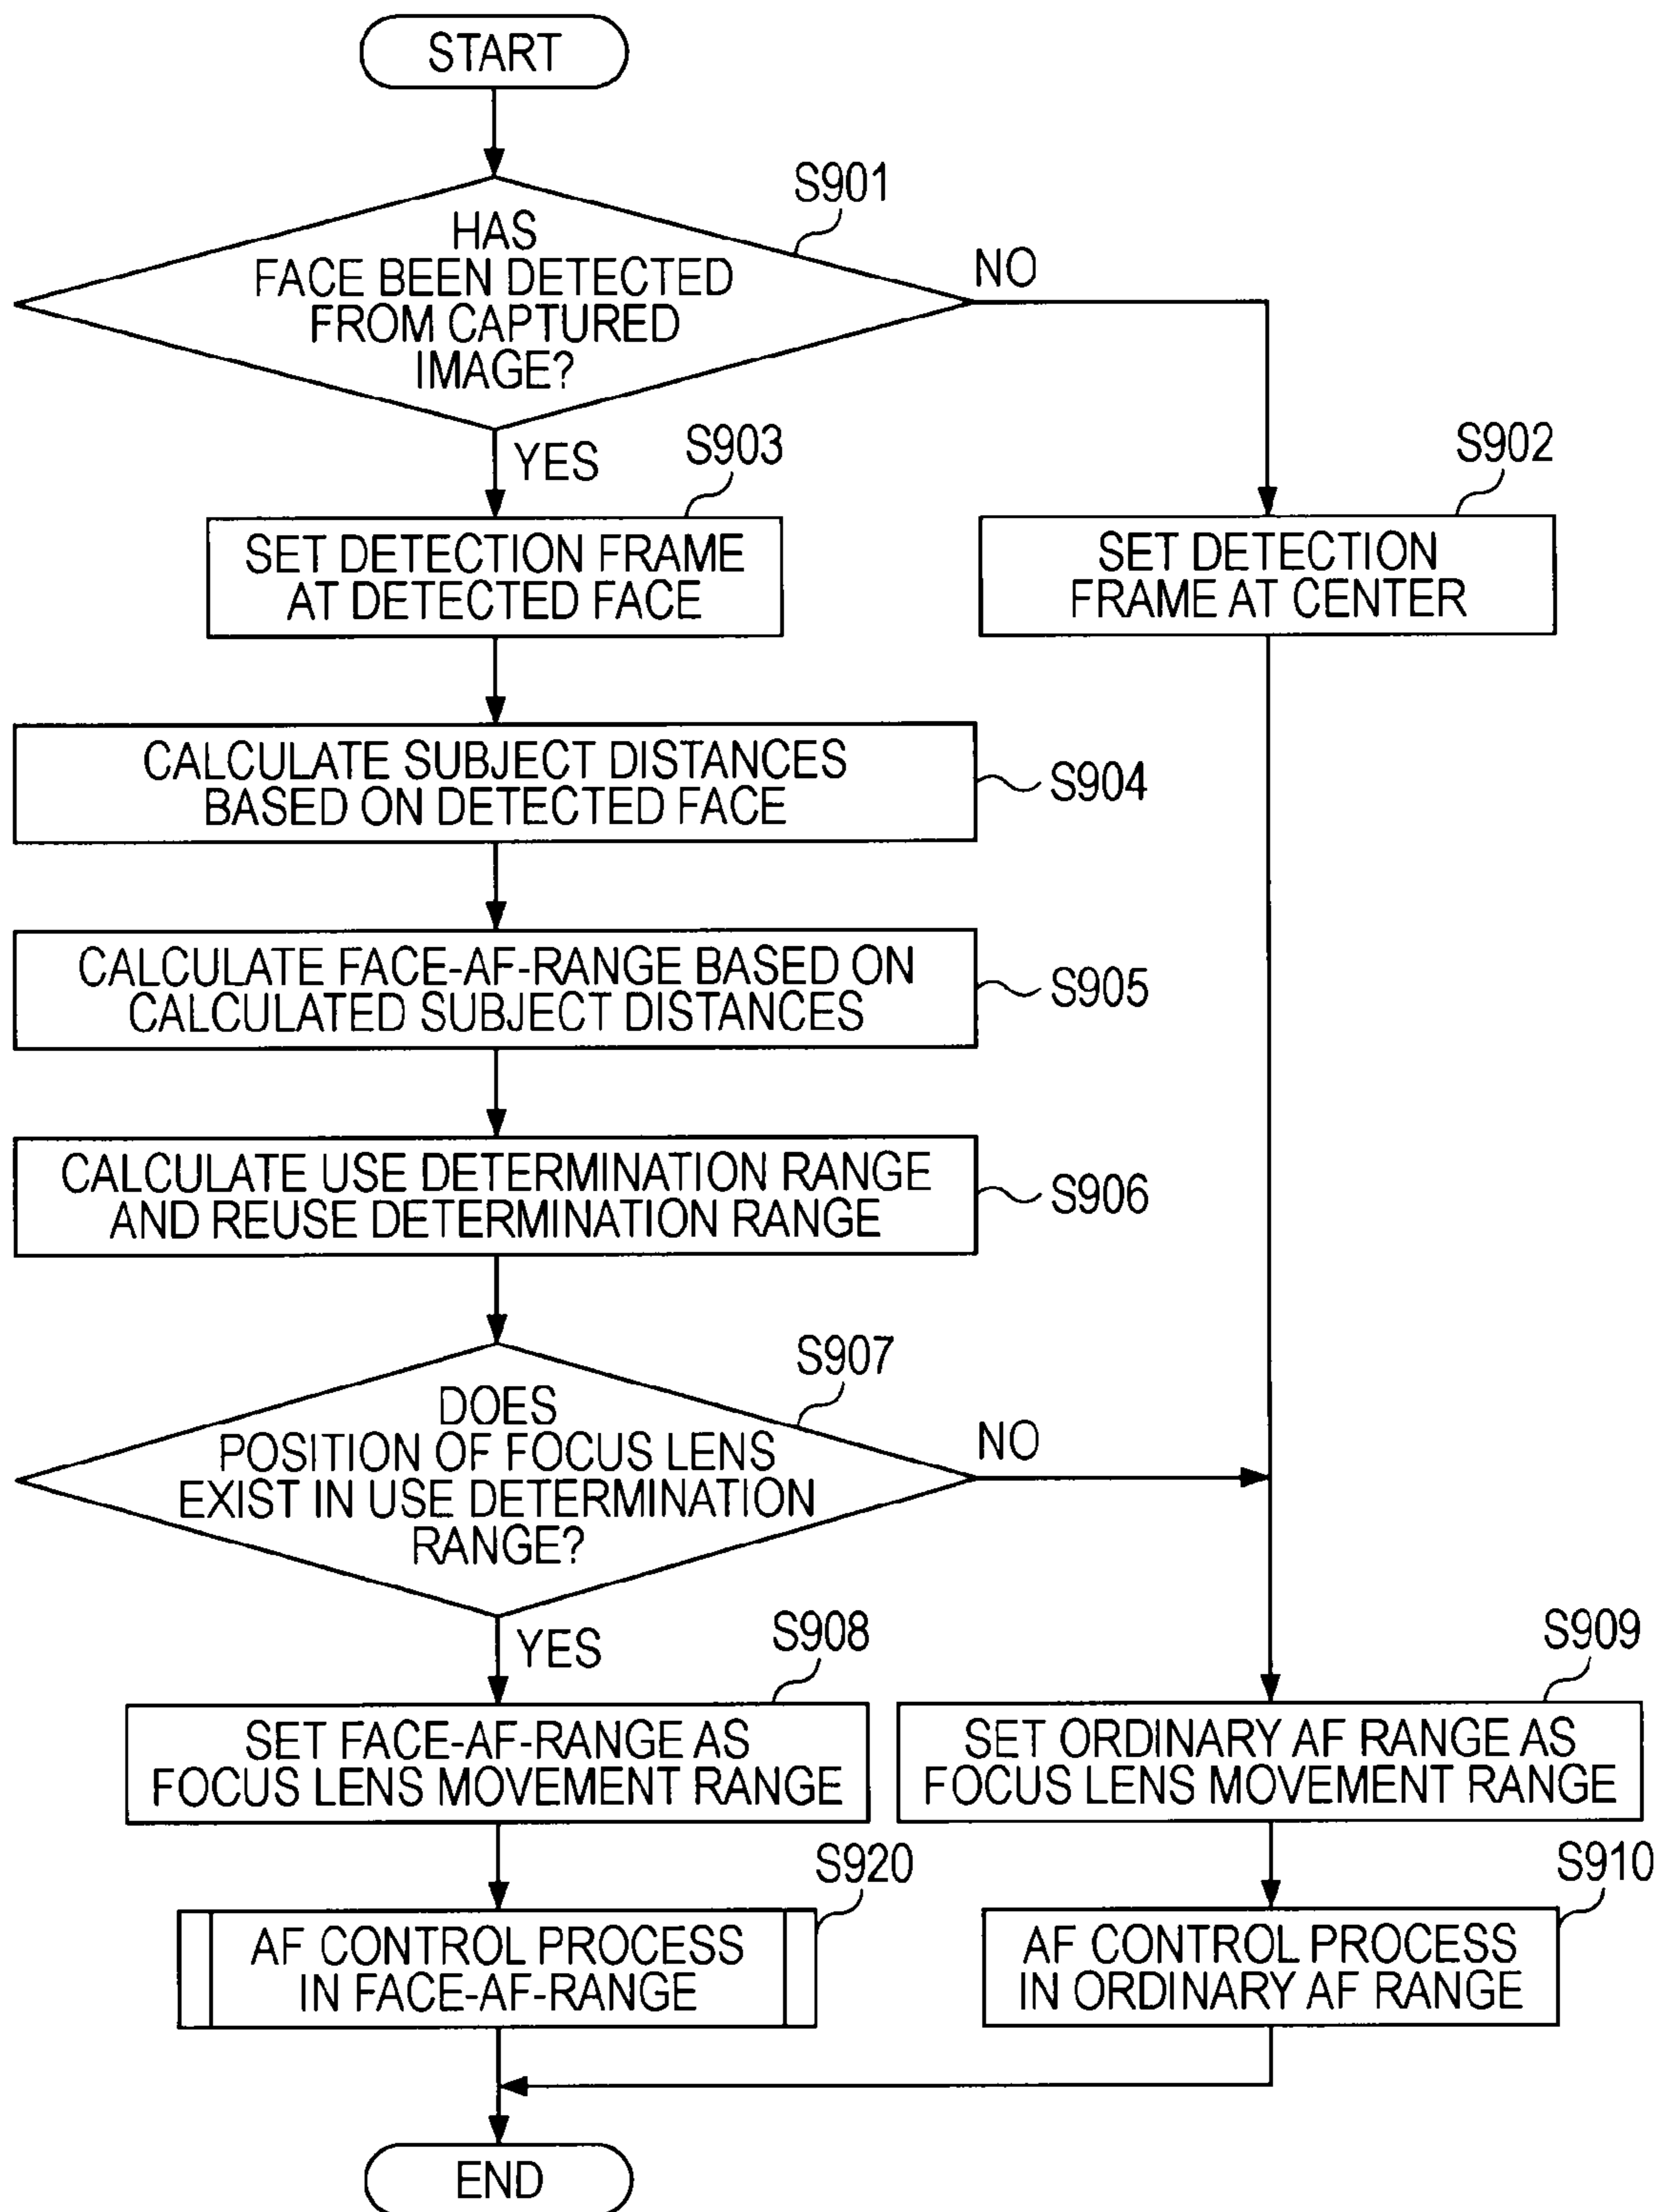 START
S901
HAS
FACE BEEN DETECTED
FROM CAPTURED
IMAGE?
NO
YES
S903
SET DETECTION FRAME
AT DETECTED FACE
S902
SET DETECTION
FRAME AT CENTER
CALCULATE SUBJECT DISTANCES
BASED ON DETECTED FACE
S904
CALCULATE FACE-AF-RANGE BASED ON
CALCULATED SUBJECT DISTANCES
S905
CALCULATE USE DETERMINATION RANGE
AND REUSE DETERMINATION RANGE
S906
S907
DOES
POSITION OF FOCUS LENS
EXIST IN USE DETERMINATION
RANGE?
NO
YES
S908
SET FACE-AF-RANGE AS
FOCUS LENS MOVEMENT RANGE
S909
SET ORDINARY AF RANGE AS
FOCUS LENS MOVEMENT RANGE
S920
AF CONTROL PROCESS
IN FACE-AF-RANGE
S910
AF CONTROL PROCESS
IN ORDINARY AF RANGE
END